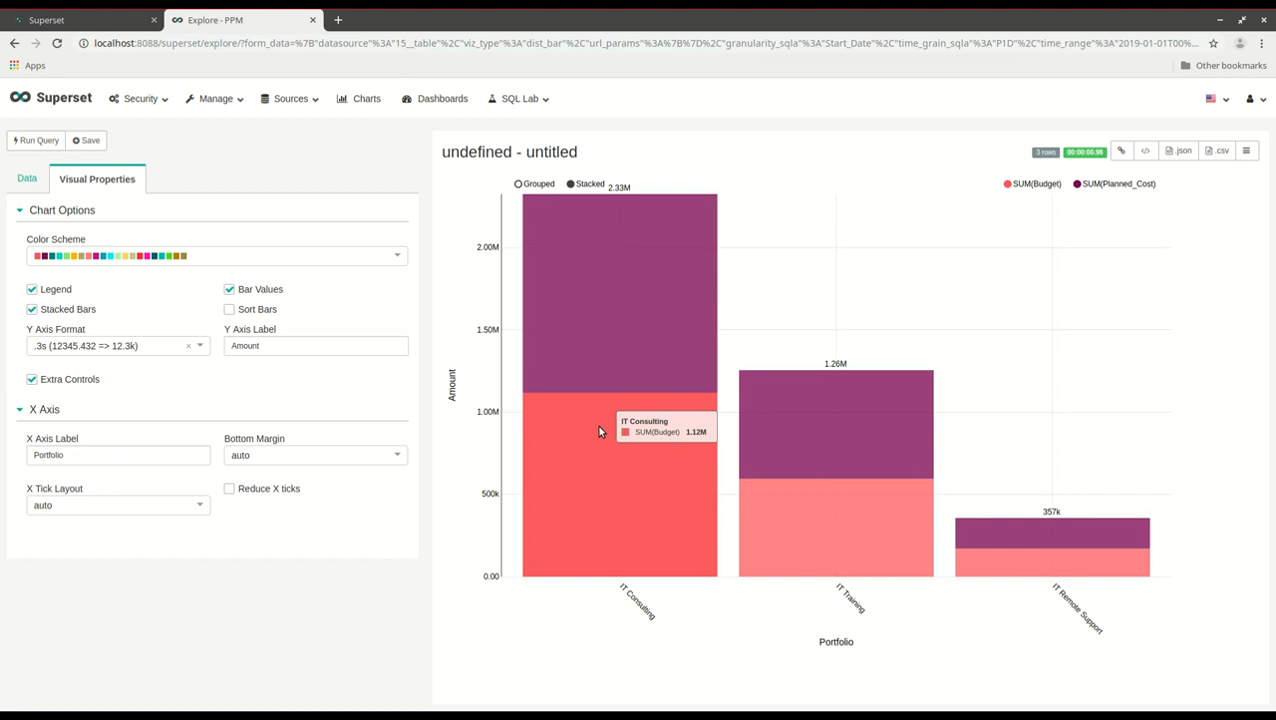 Superset
Explore - PPM
localhost:8088/superset/explore/?form_data=%7B"datasource"%3A"15__table"%2C"viz_type"%3A"dist_bar"%2C"url_params"%3A%7B%7D%2C"granularity_sqla"%3A"Start_Date"%2C"time_grain_sqla"%3A"P1D"%2C"time_range"%3A"2019-01-01T00%...
Apps
Other bookmarks
Superset
Security
Manage
Sources
Charts
Dashboards
SQL Lab
Run Query
Save
Data
Visual Properties
Chart Options
Color Scheme
Legend
Bar Values
Stacked Bars
Sort Bars
Y Axis Format
Y Axis Label
.3s (12345.432 => 12.3k)
Amount
Extra Controls
X Axis
X Axis Label
Bottom Margin
Portfolio
auto
X Tick Layout
Reduce X ticks
auto
undefined - untitled
3 rows
00:00:00.98
.json
.csv
Grouped
Stacked
SUM(Budget)
SUM(Planned_Cost)
2.33M
2.00M
1.50M
1.26M
Amount
1.00M
IT Consulting
SUM(Budget) 1.12M
500k
357k
0.00
IT Consulting
IT Training
IT Remote Support
Portfolio